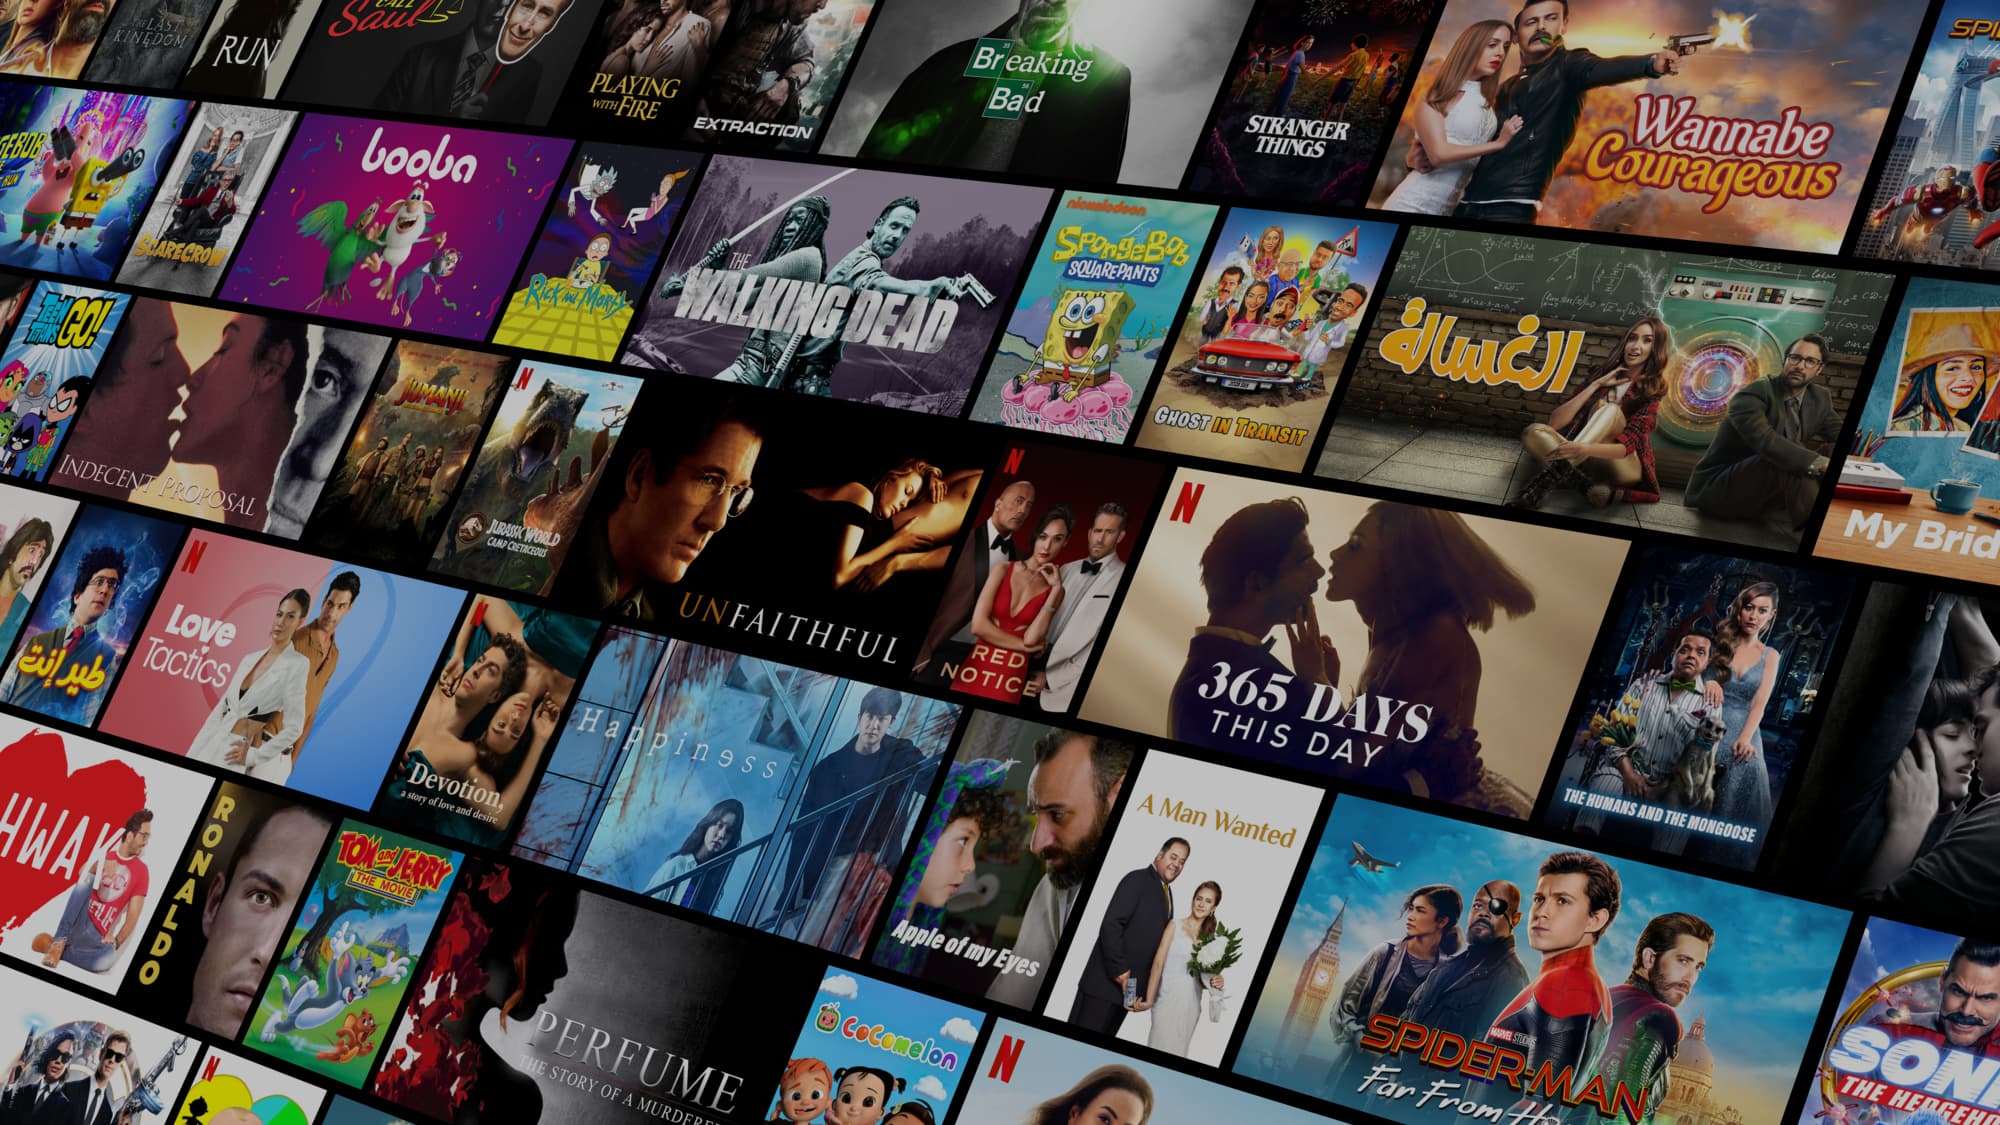 THE LAST
KINGDOM
RUN
CALL
Saul
PLAYING
WITH FIRE
EXTRACTION
35
Breaking
56
Bad
STRANGER
THINGS
Wannabe
Courageous
SCARECROW
booba
Rick and Morty
THE
WALKING DEAD
nickelodeon
SpongeBob
SQUAREPANTS
GHOST IN TRANSIT
الغسالة
TEEN
TITANS
GO!
INDECENT PROPOSAL
JUMANJI
N
JURASSIC WORLD
CAMP CRETACEOUS
UNFAITHFUL
N
RED
NOTICE
N
365 DAYS
THIS DAY
My Brid
طير إنت
N
Love
Tactics
N
Devotion,
a story of love and desire
Happiness
THE HUMANS AND THE MONGOOSE
HWAK
RONALDO
TOM and JERRY
THE MOVIE
PERFUME
THE STORY OF A MURDERER
Apple of my Eyes
A Man Wanted
MARVEL STUDIOS
SPIDER-MAN
Far From Ho
N
CoComelon
N
SONI
THE HEDGEHO